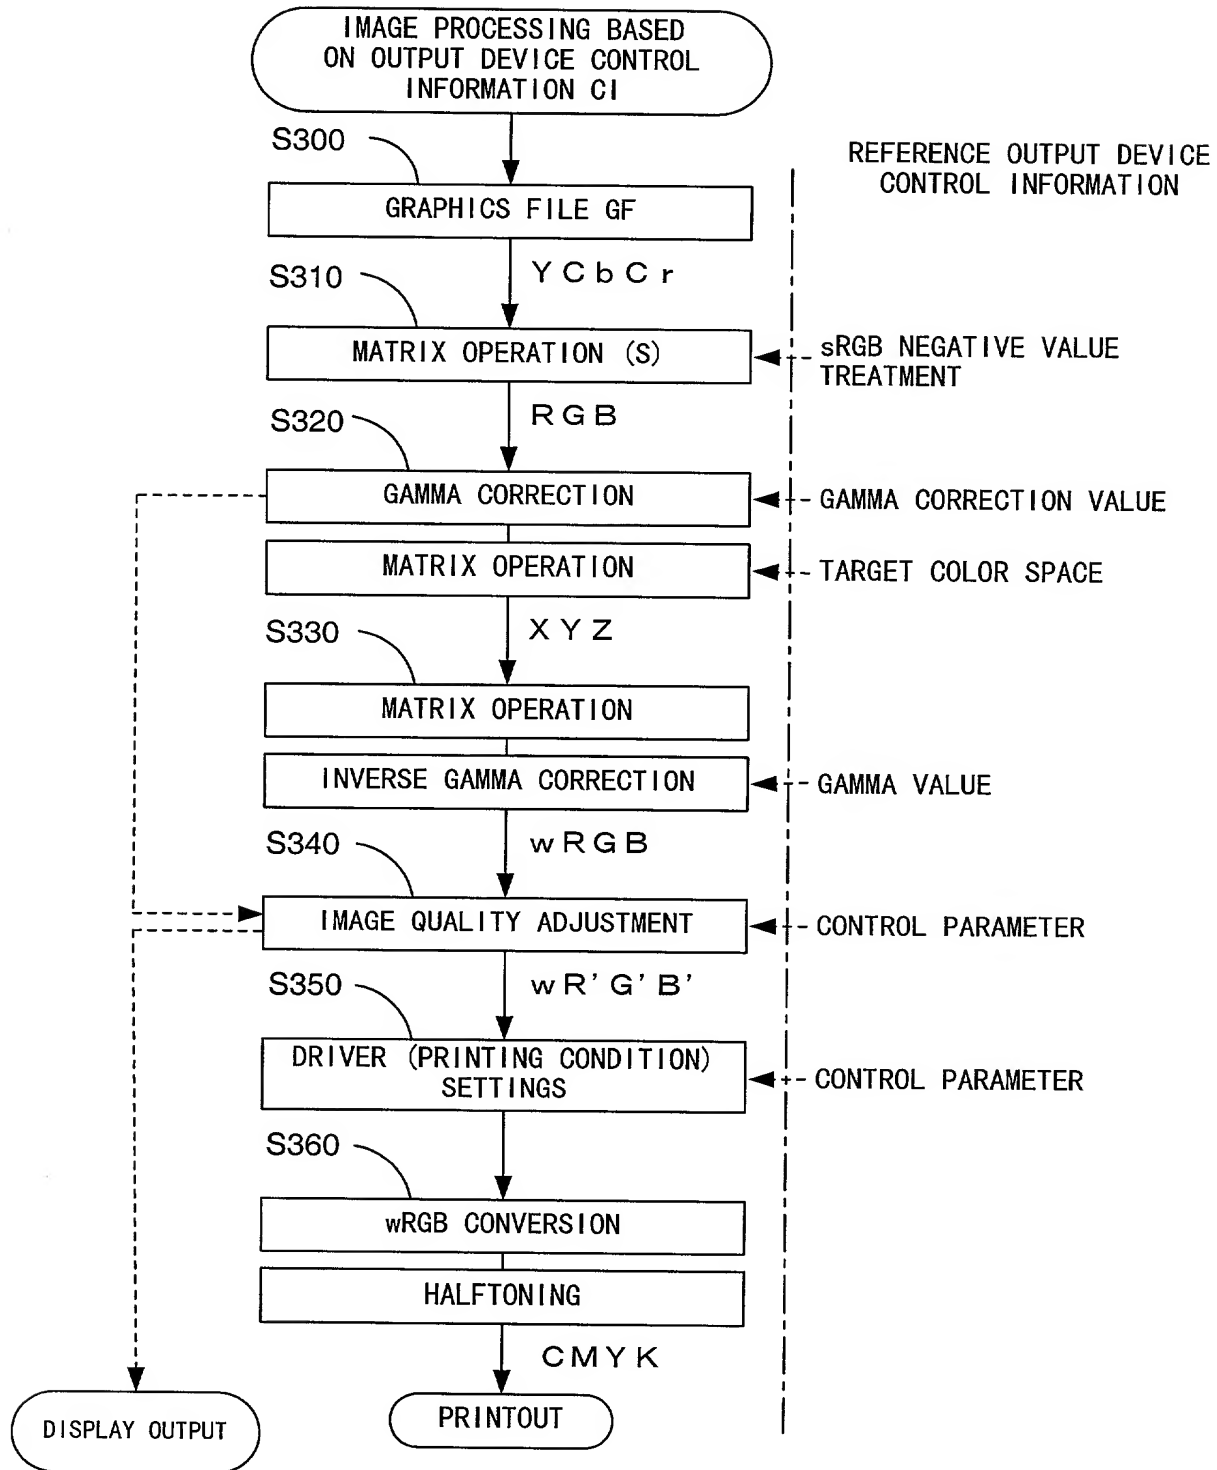 IMAGE PROCESSING BASED
ON OUTPUT DEVICE CONTROL
INFORMATION CI
S300
REFERENCE OUTPUT DEVICE
CONTROL INFORMATION
GRAPHICS FILE GF
YCbCr
S310
MATRIX OPERATION (S)
sRGB NEGATIVE VALUE
TREATMENT
RGB
S320
GAMMA CORRECTION
GAMMA CORRECTION VALUE
MATRIX OPERATION
TARGET COLOR SPACE
XYZ
S330
MATRIX OPERATION
INVERSE GAMMA CORRECTION
GAMMA VALUE
wRGB
S340
IMAGE QUALITY ADJUSTMENT
CONTROL PARAMETER
wR'G'B'
S350
DRIVER (PRINTING CONDITION)
SETTINGS
CONTROL PARAMETER
S360
wRGB CONVERSION
HALFTONING
CMYK
PRINTOUT
DISPLAY OUTPUT